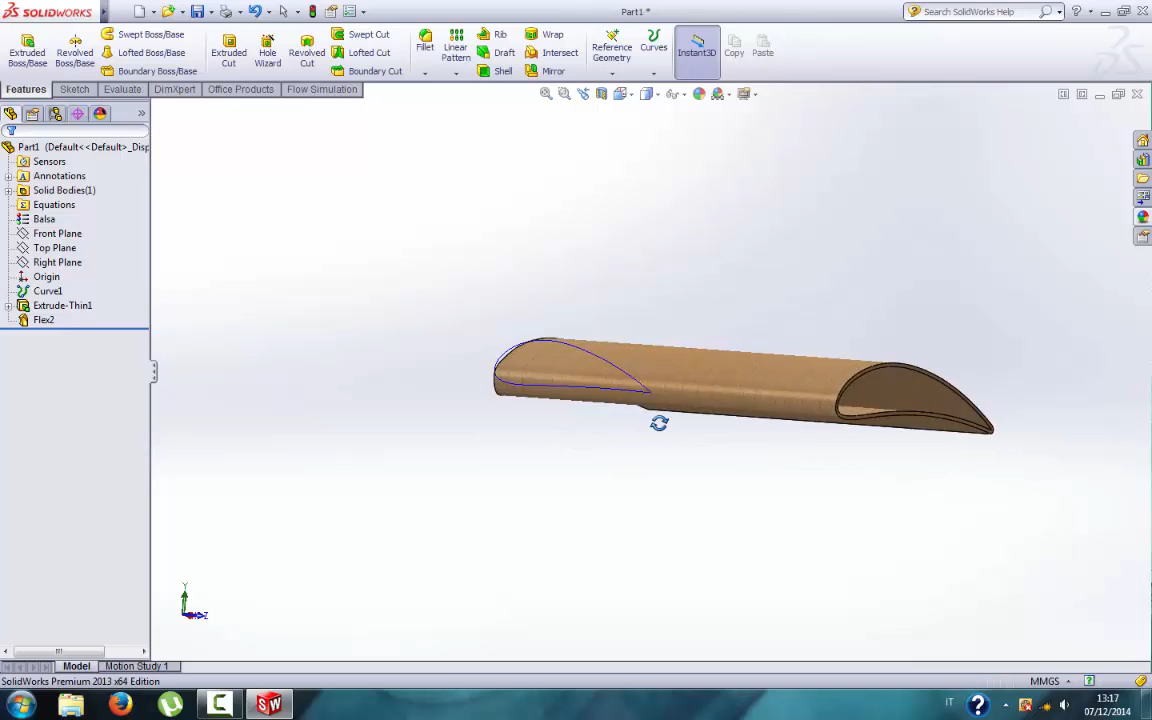 SOLIDWORKS
Part1 *
Search SolidWorks Help
Extruded Boss/Base
Revolved Boss/Base
Swept Boss/Base
Lofted Boss/Base
Boundary Boss/Base
Extruded Cut
Hole Wizard
Revolved Cut
Swept Cut
Lofted Cut
Boundary Cut
Fillet
Linear Pattern
Rib
Draft
Shell
Wrap
Intersect
Mirror
Reference Geometry
Curves
Instant3D
Copy
Paste
Features
Sketch
Evaluate
DimXpert
Office Products
Flow Simulation
Part1 (Default<<Default>_Disp
Sensors
Annotations
Solid Bodies(1)
Equations
Balsa
Front Plane
Top Plane
Right Plane
Origin
Curve1
Extrude-Thin1
Flex2
Y
Z
Model
Motion Study 1
SolidWorks Premium 2013 x64 Edition
MMGS
IT
13:17
07/12/2014